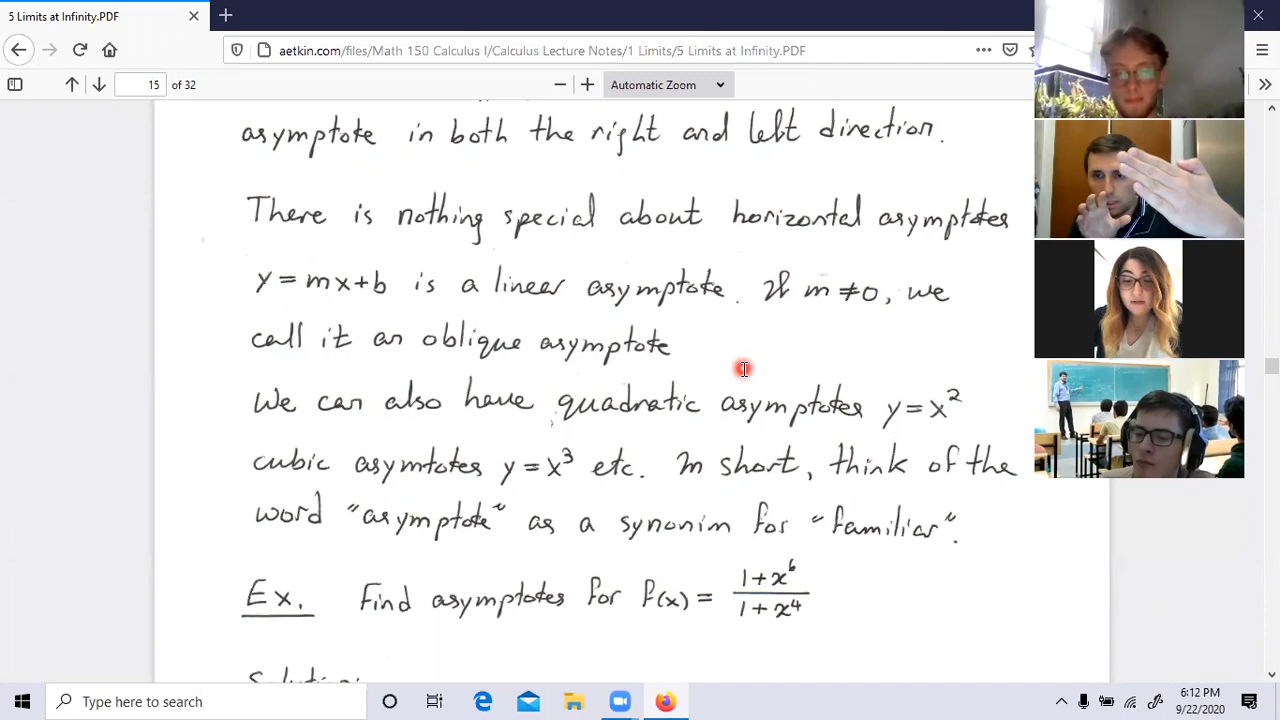 5 Limits at Infinity.PDF
aetkin.com/files/Math 150 Calculus I/Calculus Lecture Notes/1 Limits/5 Limits at Infinity.PDF
15 of 32
Automatic Zoom
asymptote in both the right and left direction.
There is nothing special about horizontal asymptotes
y = mx+b is a linear asymptote. If m ≠ 0, we
call it an oblique asymptote
We can also have quadratic asymptotes y = x²
cubic asymtotes y = x³ etc. In short, think of the
word "asymptote" as a synonim for "familiar".
Ex. Find asymptotes for f(x) = (1+x⁶)/(1+x⁴)
Type here to search
6:12 PM
9/22/2020